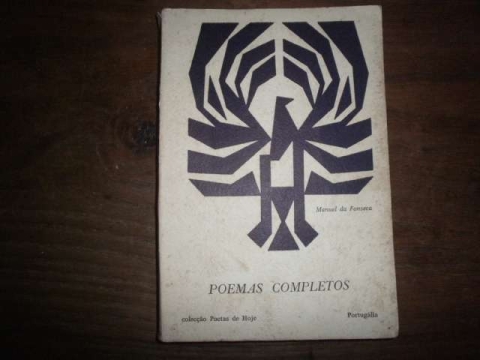 Manuel da Fonseca
POEMAS COMPLETOS
colecção Poetas de Hoje
Portugália